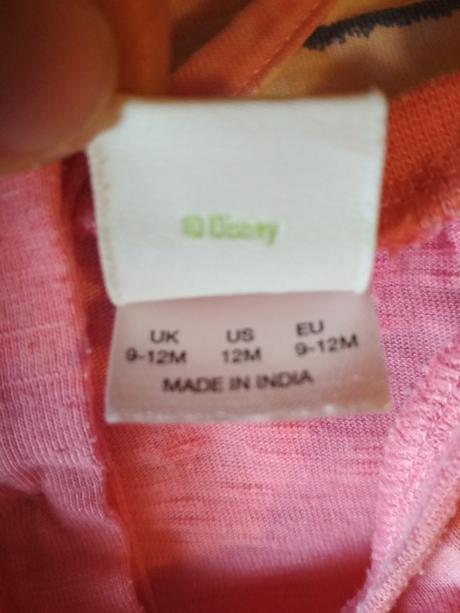 © Disney
UK US EU
9-12M 12M 9-12M
MADE IN INDIA